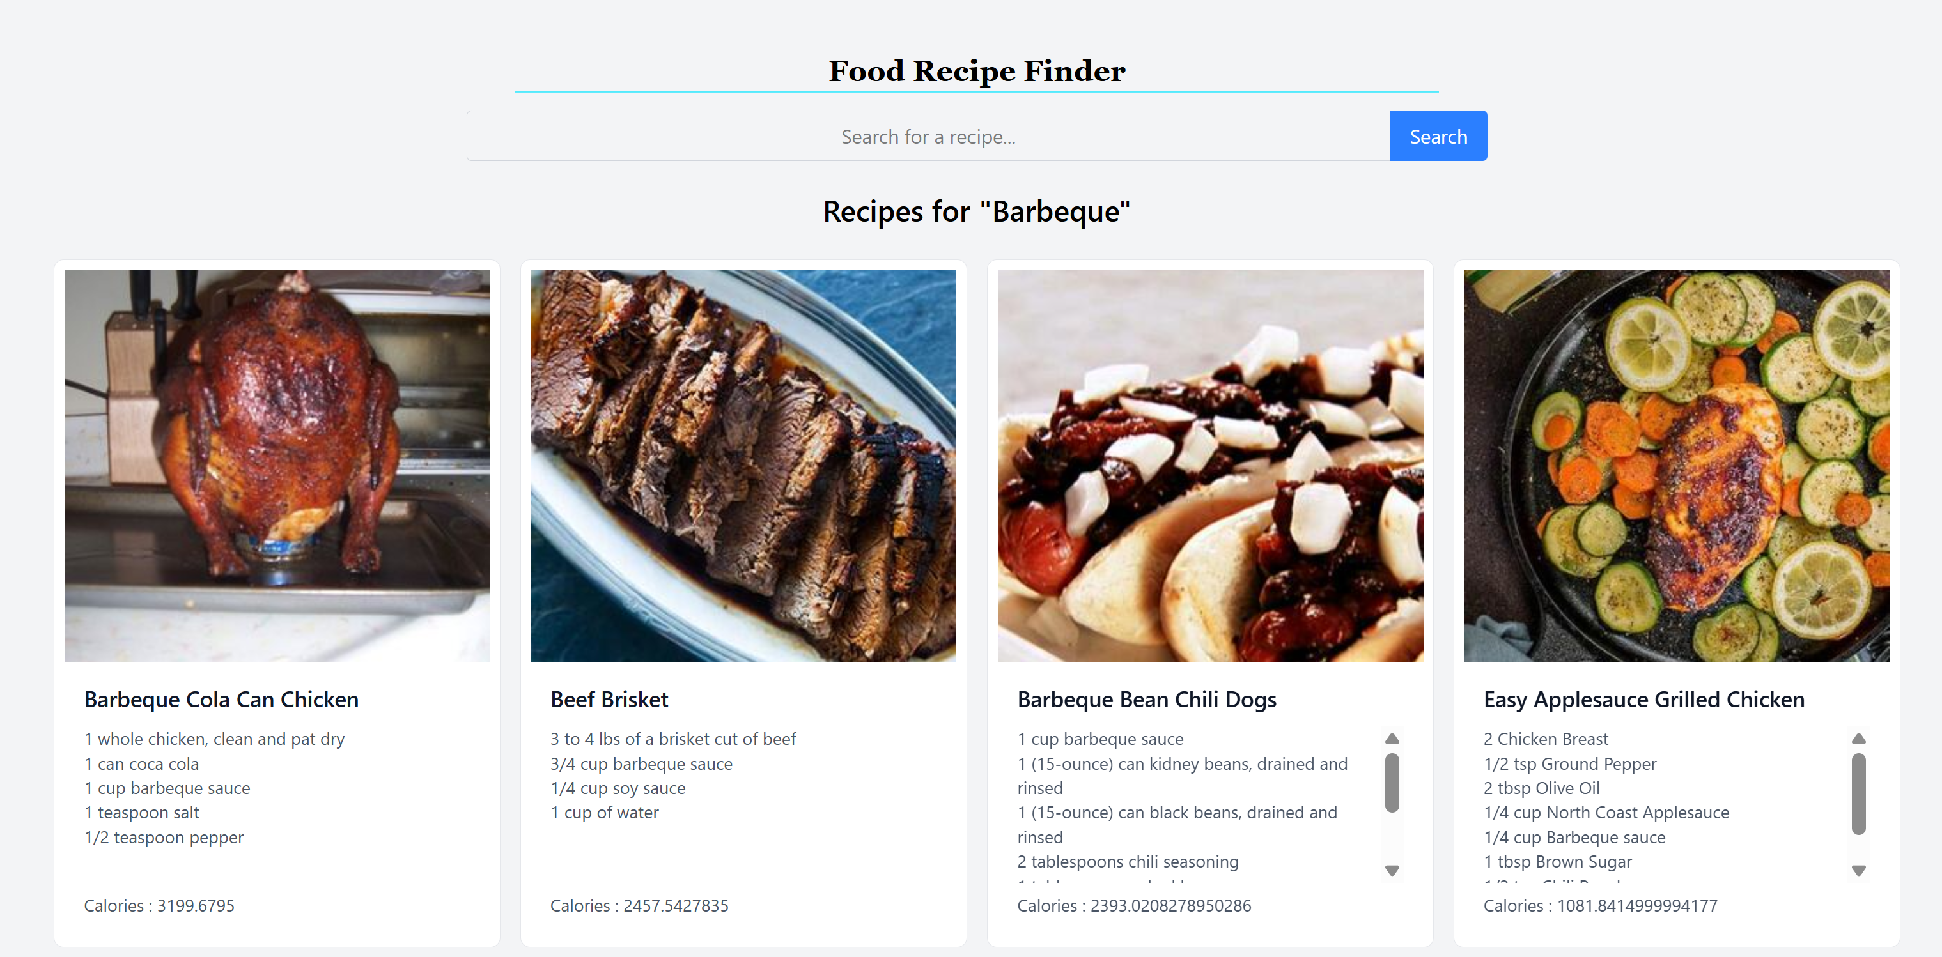 Food Recipe Finder
Search for a recipe...
Search
Recipes for "Barbeque"
Barbeque Cola Can Chicken
1 whole chicken, clean and pat dry
1 can coca cola
1 cup barbeque sauce
1 teaspoon salt
1/2 teaspoon pepper
Calories : 3199.6795
Beef Brisket
3 to 4 lbs of a brisket cut of beef
3/4 cup barbeque sauce
1/4 cup soy sauce
1 cup of water
Calories : 2457.5427835
Barbeque Bean Chili Dogs
1 cup barbeque sauce
1 (15-ounce) can kidney beans, drained and
rinsed
1 (15-ounce) can black beans, drained and
rinsed
2 tablespoons chili seasoning
Calories : 2393.0208278950286
Easy Applesauce Grilled Chicken
2 Chicken Breast
1/2 tsp Ground Pepper
2 tbsp Olive Oil
1/4 cup North Coast Applesauce
1/4 cup Barbeque sauce
1 tbsp Brown Sugar
Calories : 1081.8414999994177